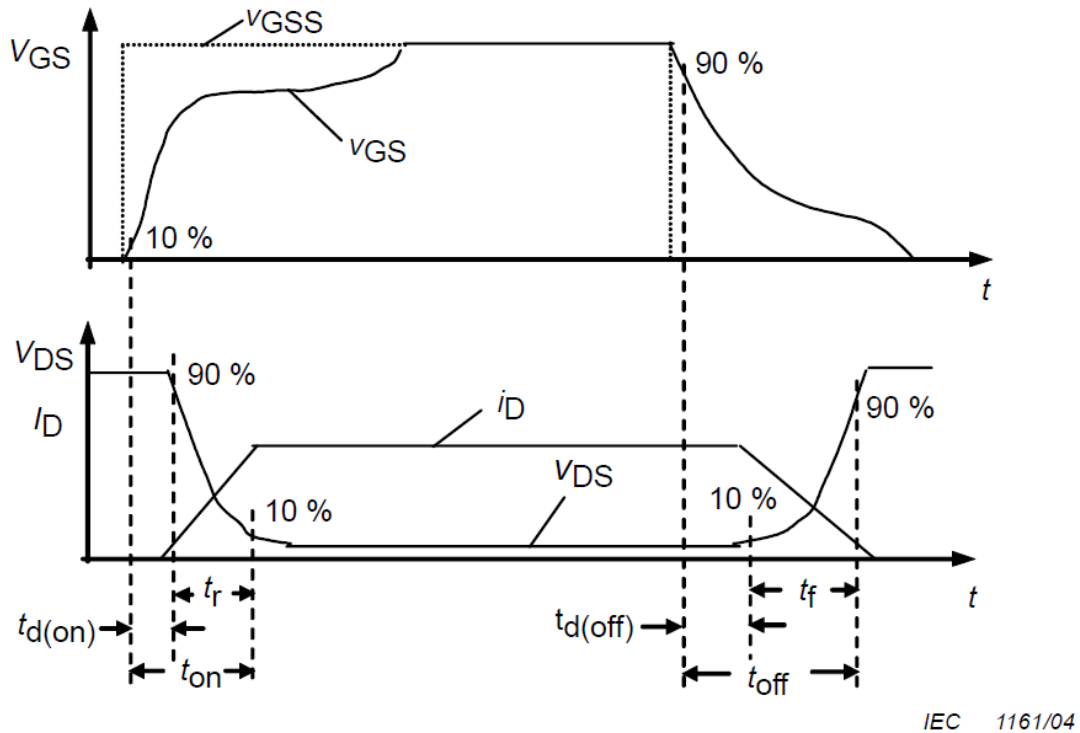 vGSS
VGS
90 %
vGS
10 %
t
VDS
90 %
iD
90 %
ID
vDS
10 %
10 %
tr
tf
t
td(on)
td(off)
ton
toff
IEC 1161/04